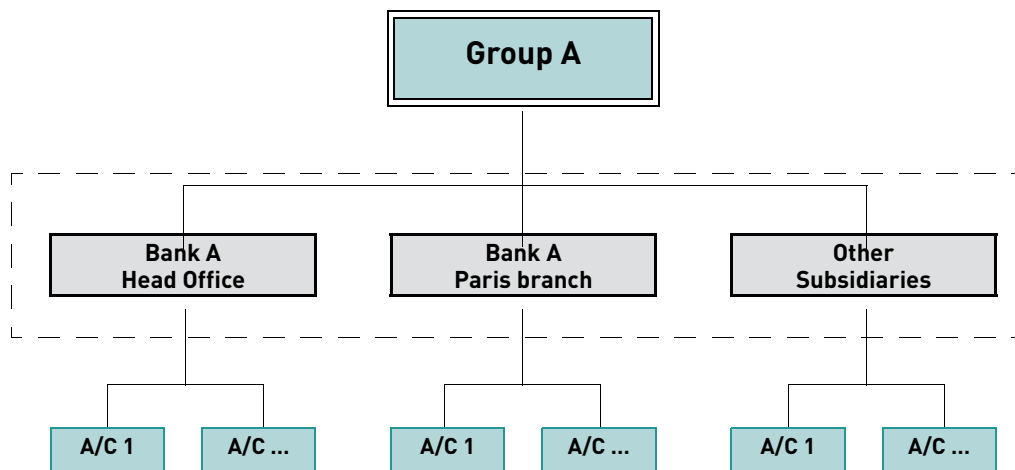 Group A
Bank A
Head Office
Bank A
Paris branch
Other
Subsidiaries
A/C 1
A/C ...
A/C 1
A/C ...
A/C 1
A/C ...